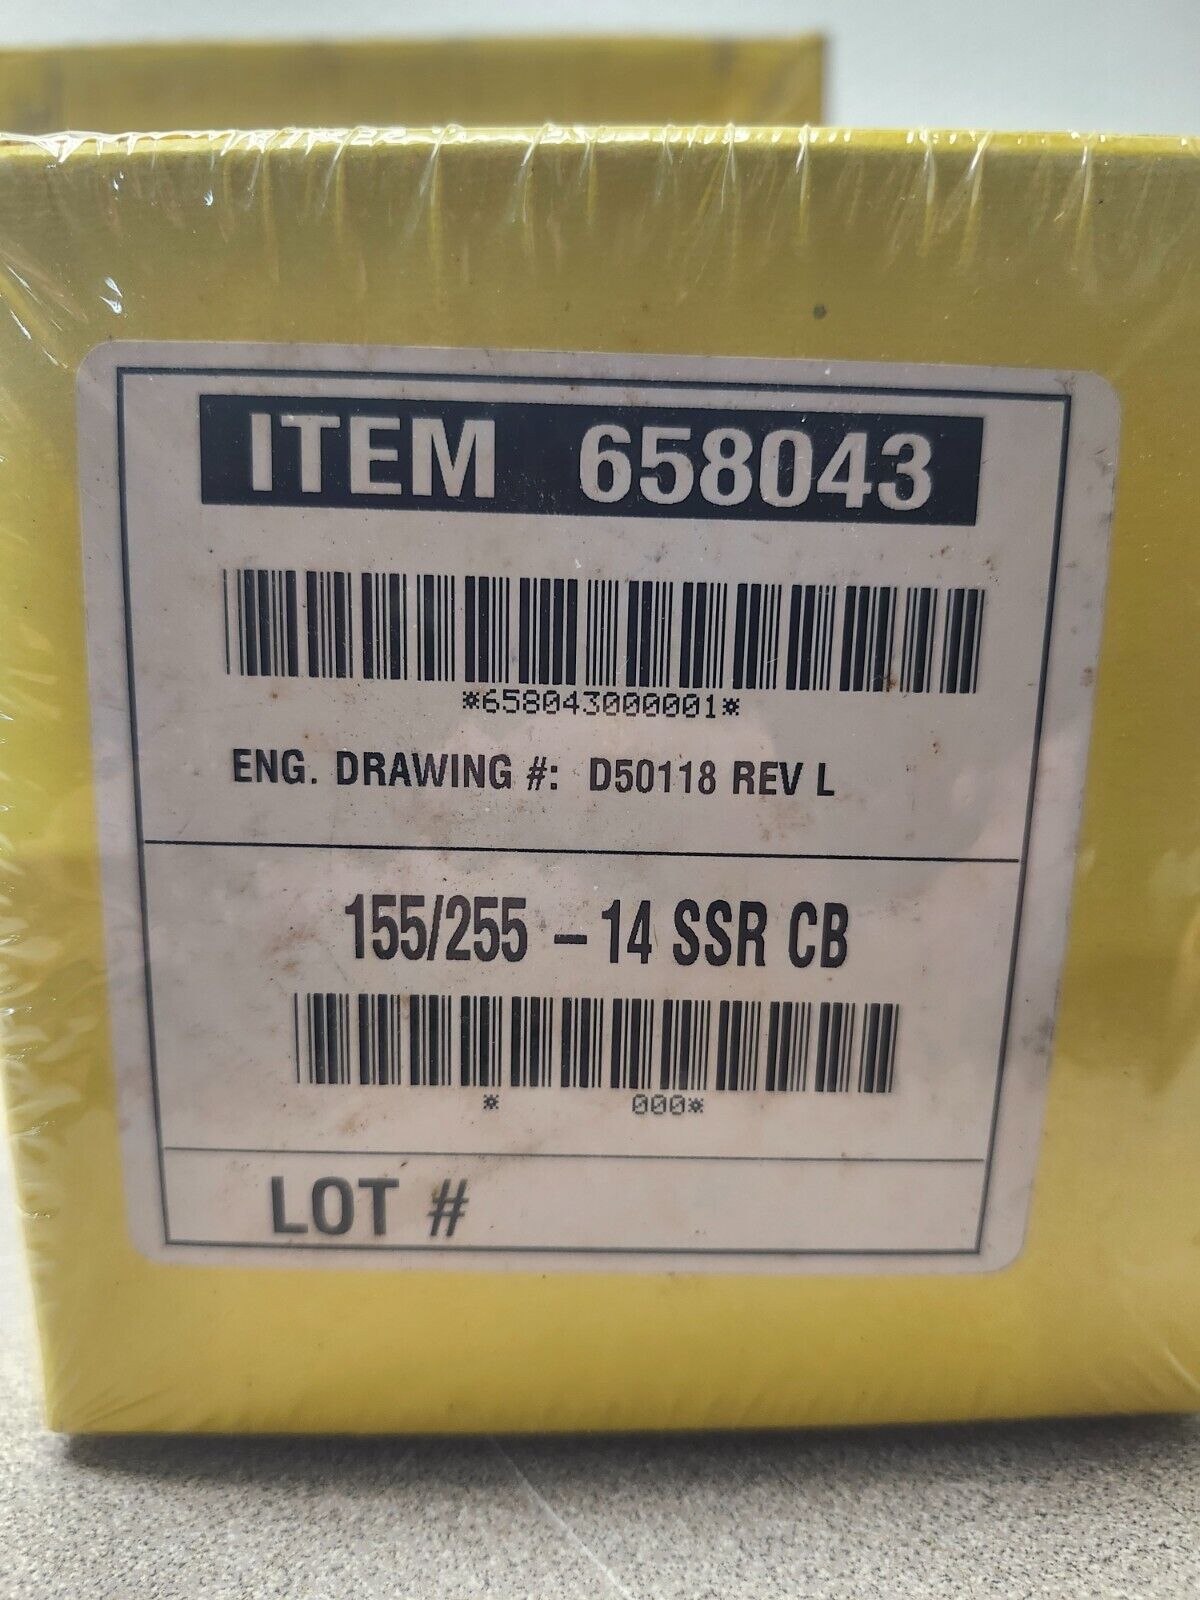 ITEM 658043
*658043000001*
ENG. DRAWING #: D50118 REV L
155/255 – 14 SSR CB
* 000*
LOT #